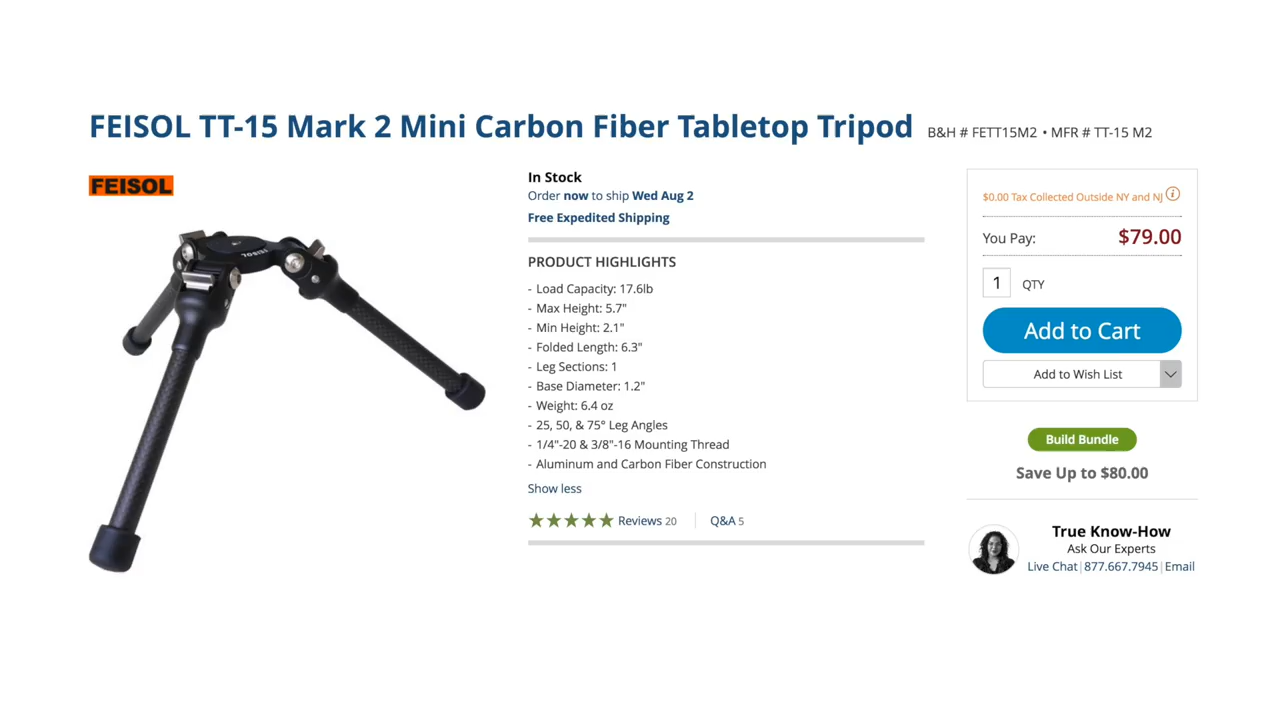 FEISOL TT-15 Mark 2 Mini Carbon Fiber Tabletop Tripod B&H # FETT15M2 • MFR # TT-15 M2
FEISOL
FEISOL
In Stock
Order now to ship Wed Aug 2
Free Expedited Shipping
PRODUCT HIGHLIGHTS
- Load Capacity: 17.6lb
- Max Height: 5.7"
- Min Height: 2.1"
- Folded Length: 6.3"
- Leg Sections: 1
- Base Diameter: 1.2"
- Weight: 6.4 oz
- 25, 50, & 75° Leg Angles
- 1/4"-20 & 3/8"-16 Mounting Thread
- Aluminum and Carbon Fiber Construction
Show less
Reviews 20 Q&A 5
$0.00 Tax Collected Outside NY and NJ
You Pay: $79.00
1 QTY
Add to Cart
Add to Wish List
Build Bundle
Save Up to $80.00
True Know-How
Ask Our Experts
Live Chat | 877.667.7945 | Email